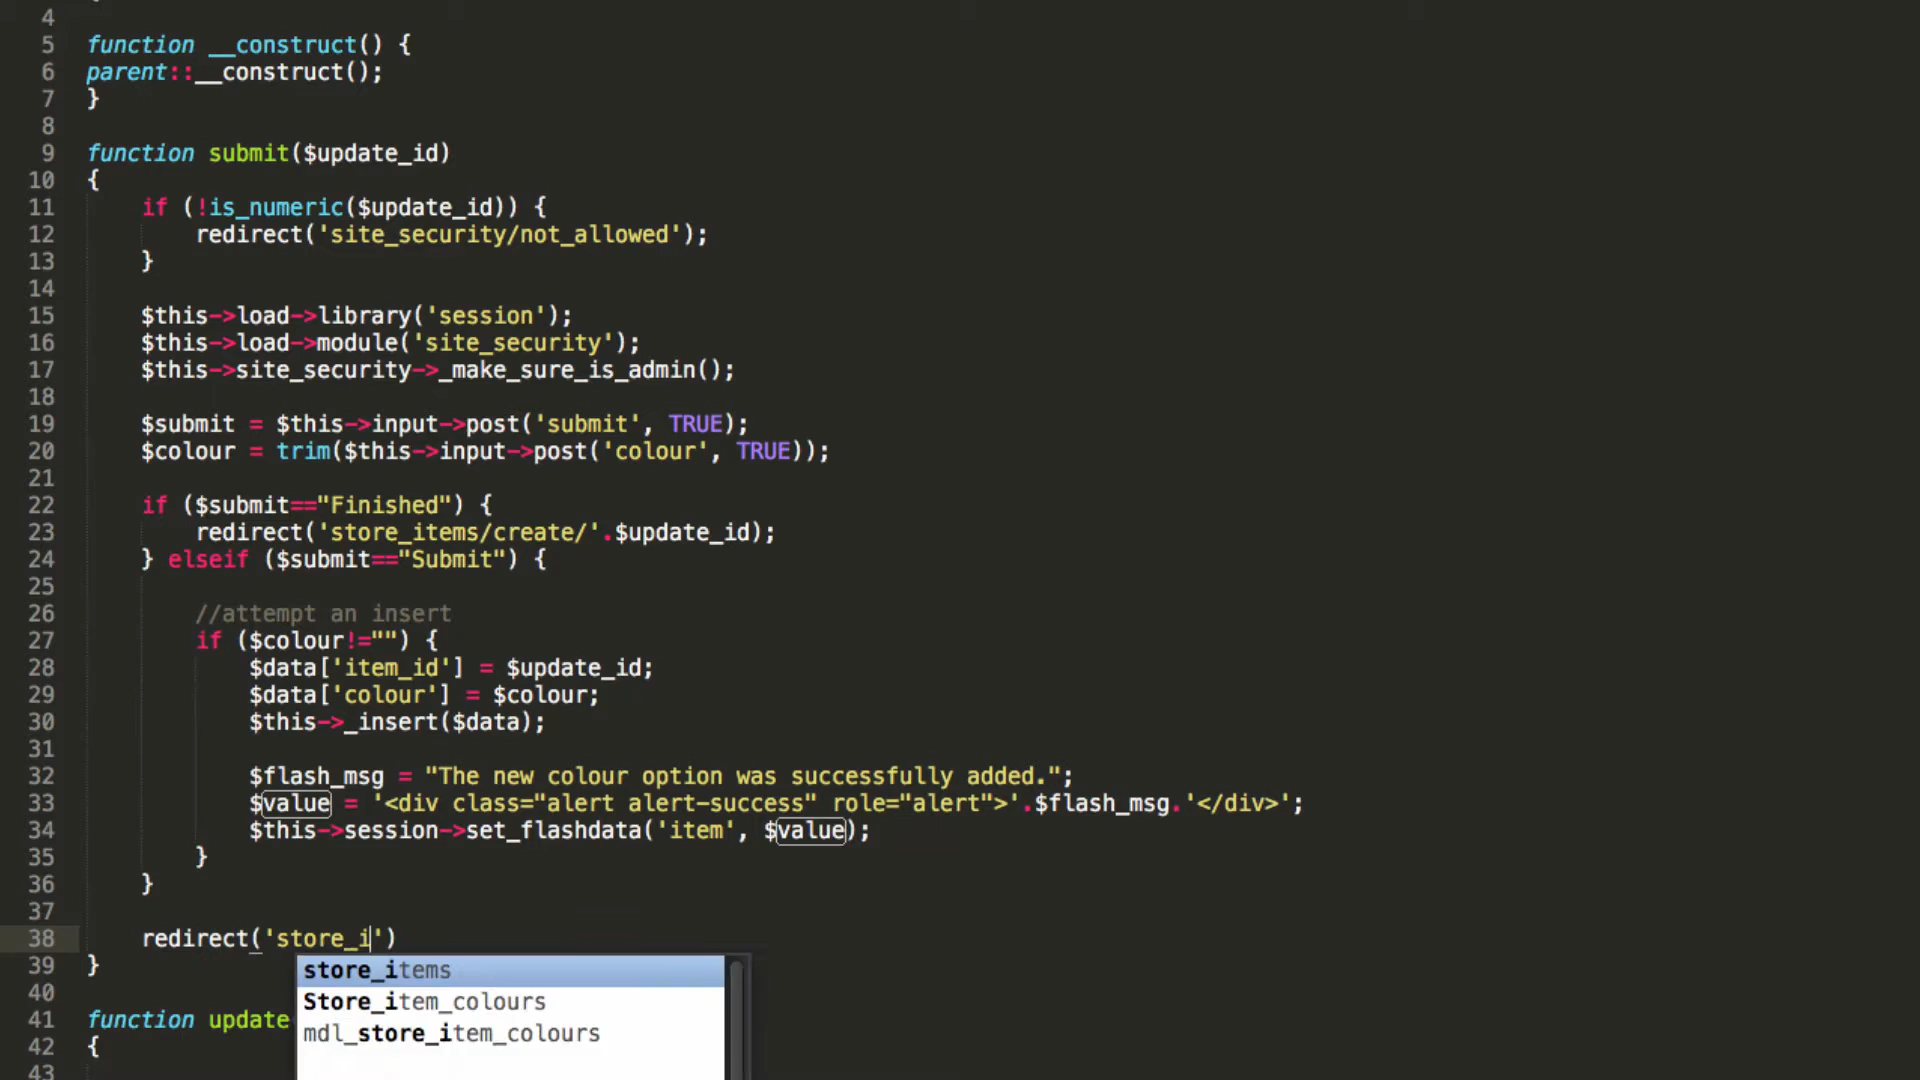 4
5 function __construct() {
6 parent::__construct();
7 }
8
9 function submit($update_id)
10 {
11 if (!is_numeric($update_id)) {
12 redirect('site_security/not_allowed');
13 }
14
15 $this->load->library('session');
16 $this->load->module('site_security');
17 $this->site_security->_make_sure_is_admin();
18
19 $submit = $this->input->post('submit', TRUE);
20 $colour = trim($this->input->post('colour', TRUE));
21
22 if ($submit=="Finished") {
23 redirect('store_items/create/'.$update_id);
24 } elseif ($submit=="Submit") {
25
26 //attempt an insert
27 if ($colour!="") {
28 $data['item_id'] = $update_id;
29 $data['colour'] = $colour;
30 $this->_insert($data);
31
32 $flash_msg = "The new colour option was successfully added.";
33 $value = '<div class="alert alert-success" role="alert">'.$flash_msg.'</div>';
34 $this->session->set_flashdata('item', $value);
35 }
36 }
37
38 redirect('store_i')
39 }
store_items
40
Store_item_colours
41 function update
mdl_store_item_colours
42 {
43